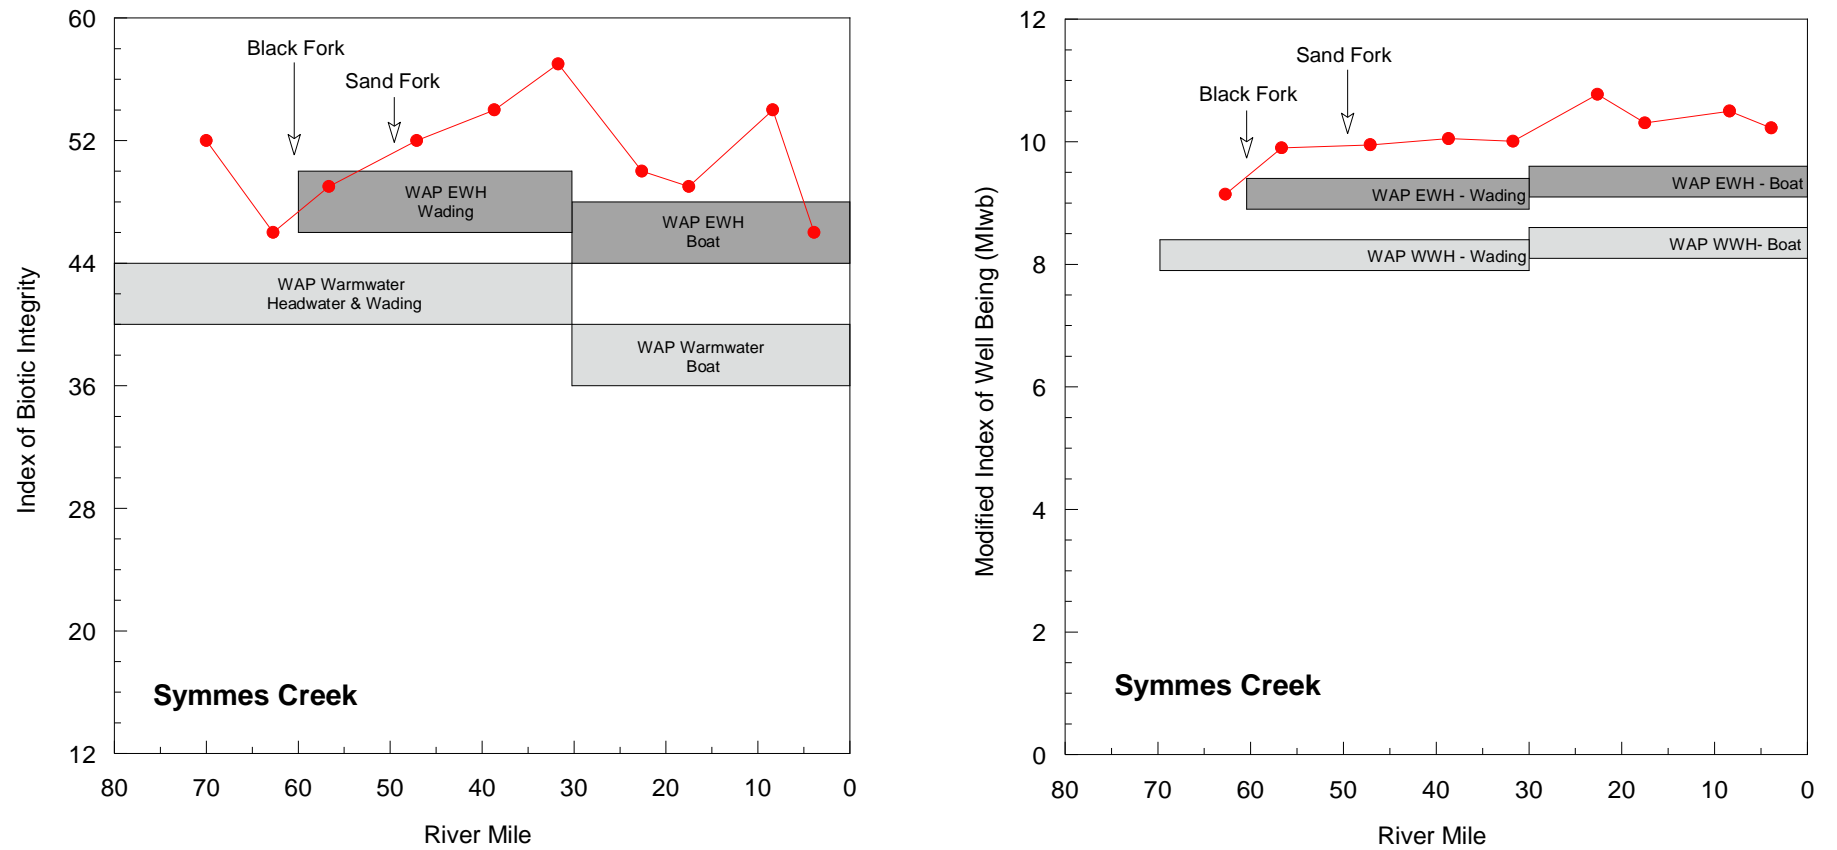 60
52
44
36
28
20
12
Index of Biotic Integrity
Black Fork
Sand Fork
WAP EWH
Wading
WAP EWH
Boat
WAP Warmwater
Headwater & Wading
WAP Warmwater
Boat
Symmes Creek
80 70 60 50 40 30 20 10 0
River Mile
12
10
8
6
4
2
0
Modified Index of Well Being (MIwb)
Sand Fork
Black Fork
WAP EWH - Boat
WAP EWH - Wading
WAP WWH- Boat
WAP WWH - Wading
Symmes Creek
80 70 60 50 40 30 20 10 0
River Mile